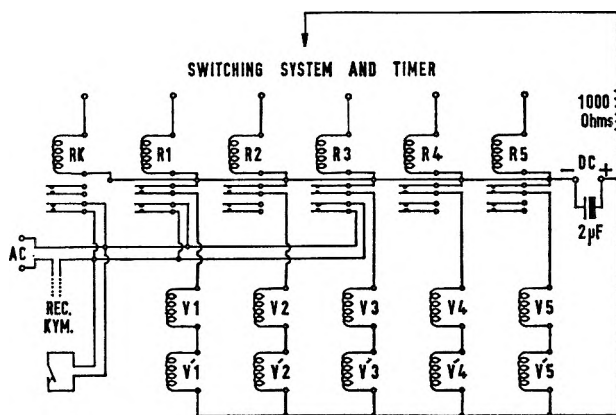 SWITCHING SYSTEM AND TIMER
1000
Ohms
RK R1 R2 R3 R4 R5
− DC +
2µF
AC
REC.
KYM.
V1 V2 V3 V4 V5
V'1 V'2 V'3 V'4 V'5